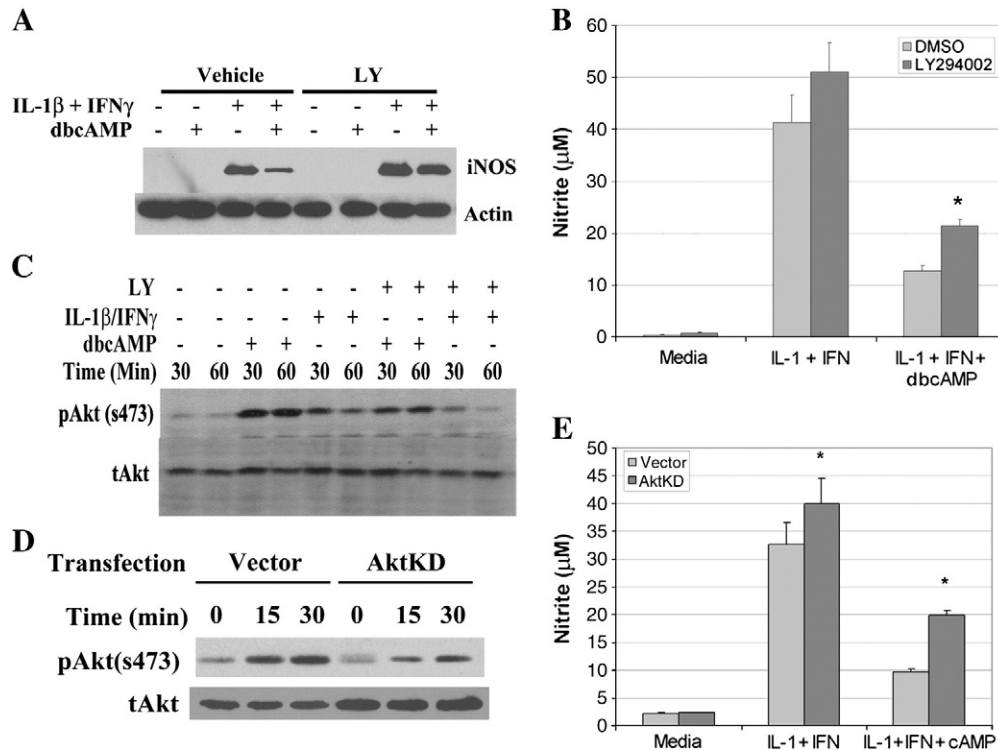 A
Vehicle LY
IL-1β + IFNγ - - + + - - + +
dbcAMP - + - + - + - +
iNOS
Actin
B
60
50
40
30
20
10
0
Nitrite (µM)
DMSO
LY294002
*
Media
IL-1 + IFN
IL-1 + IFN+
dbcAMP
C
LY - - - - - - + + + +
IL-1β/IFNγ - - - - + + - - + +
dbcAMP - - + + - - + + - -
Time (Min) 30 60 30 60 30 60 30 60 30 60
pAkt (s473)
tAkt
D
Transfection Vector AktKD
Time (min) 0 15 30 0 15 30
pAkt(s473)
tAkt
E
50
45
40
35
30
25
20
15
10
5
0
Nitrite (µM)
Vector
AktKD
*
*
Media
IL-1+ IFN
IL-1+IFN+cAMP